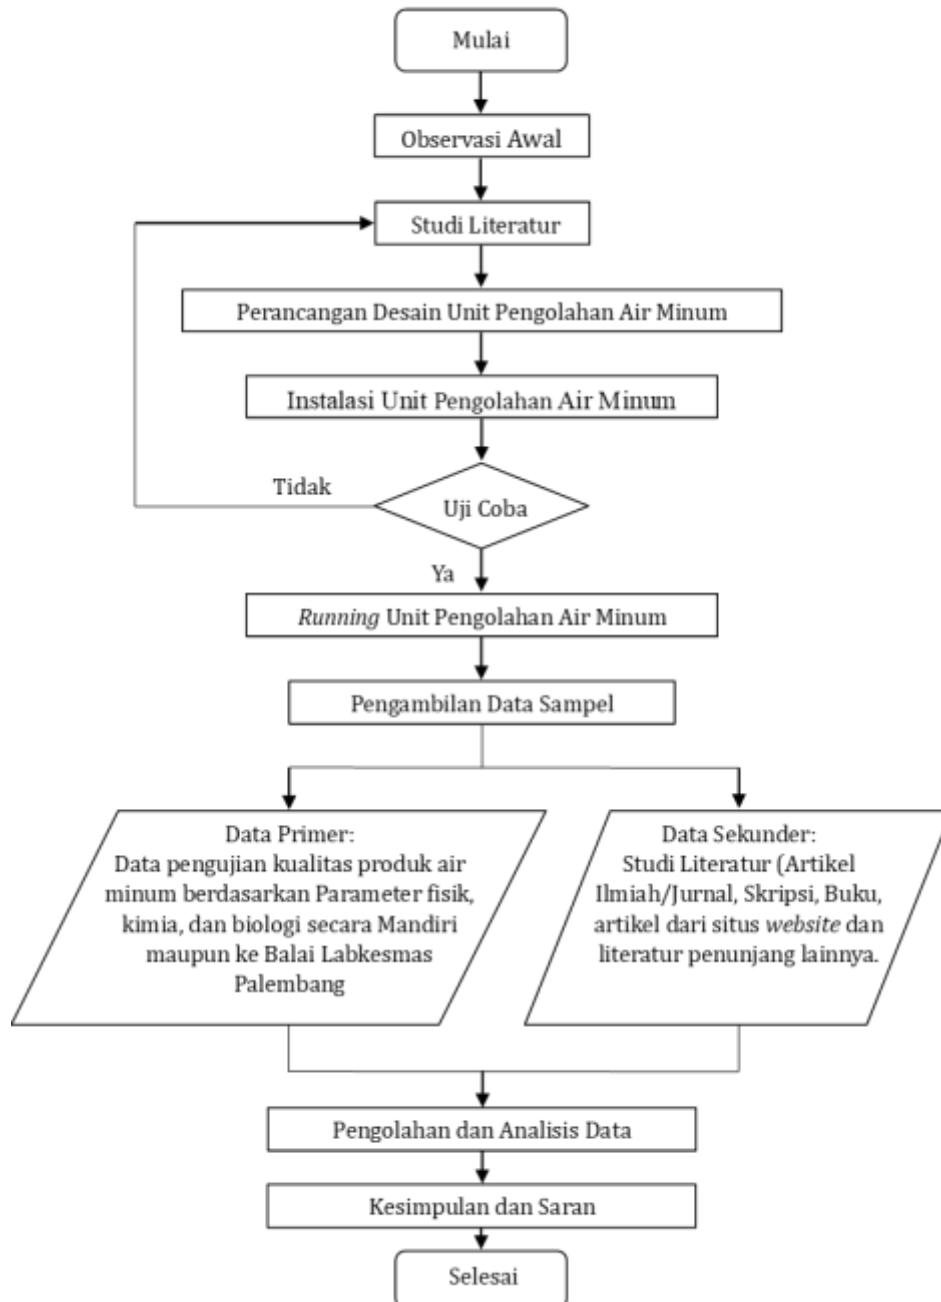 Mulai
Observasi Awal
Studi Literatur
Perancangan Desain Unit Pengolahan Air Minum
Instalasi Unit Pengolahan Air Minum
Tidak
Uji Coba
Ya
Running Unit Pengolahan Air Minum
Pengambilan Data Sampel
Data Primer:
Data pengujian kualitas produk air
minum berdasarkan Parameter fisik,
kimia, dan biologi secara Mandiri
maupun ke Balai Labkesmas
Palembang
Data Sekunder:
Studi Literatur (Artikel
Ilmiah/Jurnal, Skripsi, Buku,
artikel dari situs website dan
literatur penunjang lainnya.
Pengolahan dan Analisis Data
Kesimpulan dan Saran
Selesai